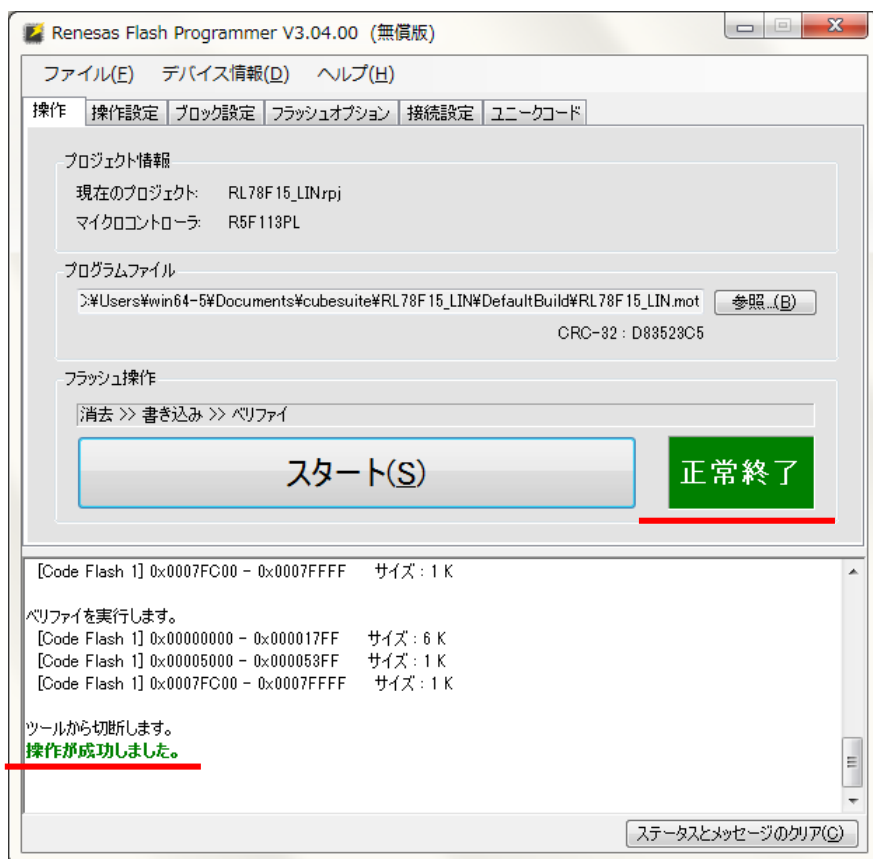 Renesas Flash Programmer V3.04.00 (無償版)
ファイル(F) デバイス情報(D) ヘルプ(H)
操作 操作設定 ブロック設定 フラッシュオプション 接続設定 ユニークコード
プロジェクト情報
現在のプロジェクト: RL78F15_LIN.rpj
マイクロコントローラ: R5F113PL
プログラムファイル
:¥Users¥win64-5¥Documents¥cubesuite¥RL78F15_LIN¥DefaultBuild¥RL78F15_LIN.mot 参照...(B)
CRC-32 : D83523C5
フラッシュ操作
消去 >> 書き込み >> ベリファイ
スタート(S) 正常終了
[Code Flash 1] 0x0007FC00 - 0x0007FFFF サイズ : 1 K
ベリファイを実行します。
[Code Flash 1] 0x00000000 - 0x000017FF サイズ : 6 K
[Code Flash 1] 0x00005000 - 0x000053FF サイズ : 1 K
[Code Flash 1] 0x0007FC00 - 0x0007FFFF サイズ : 1 K
ツールから切断します。
操作が成功しました。
ステータスとメッセージのクリア(C)